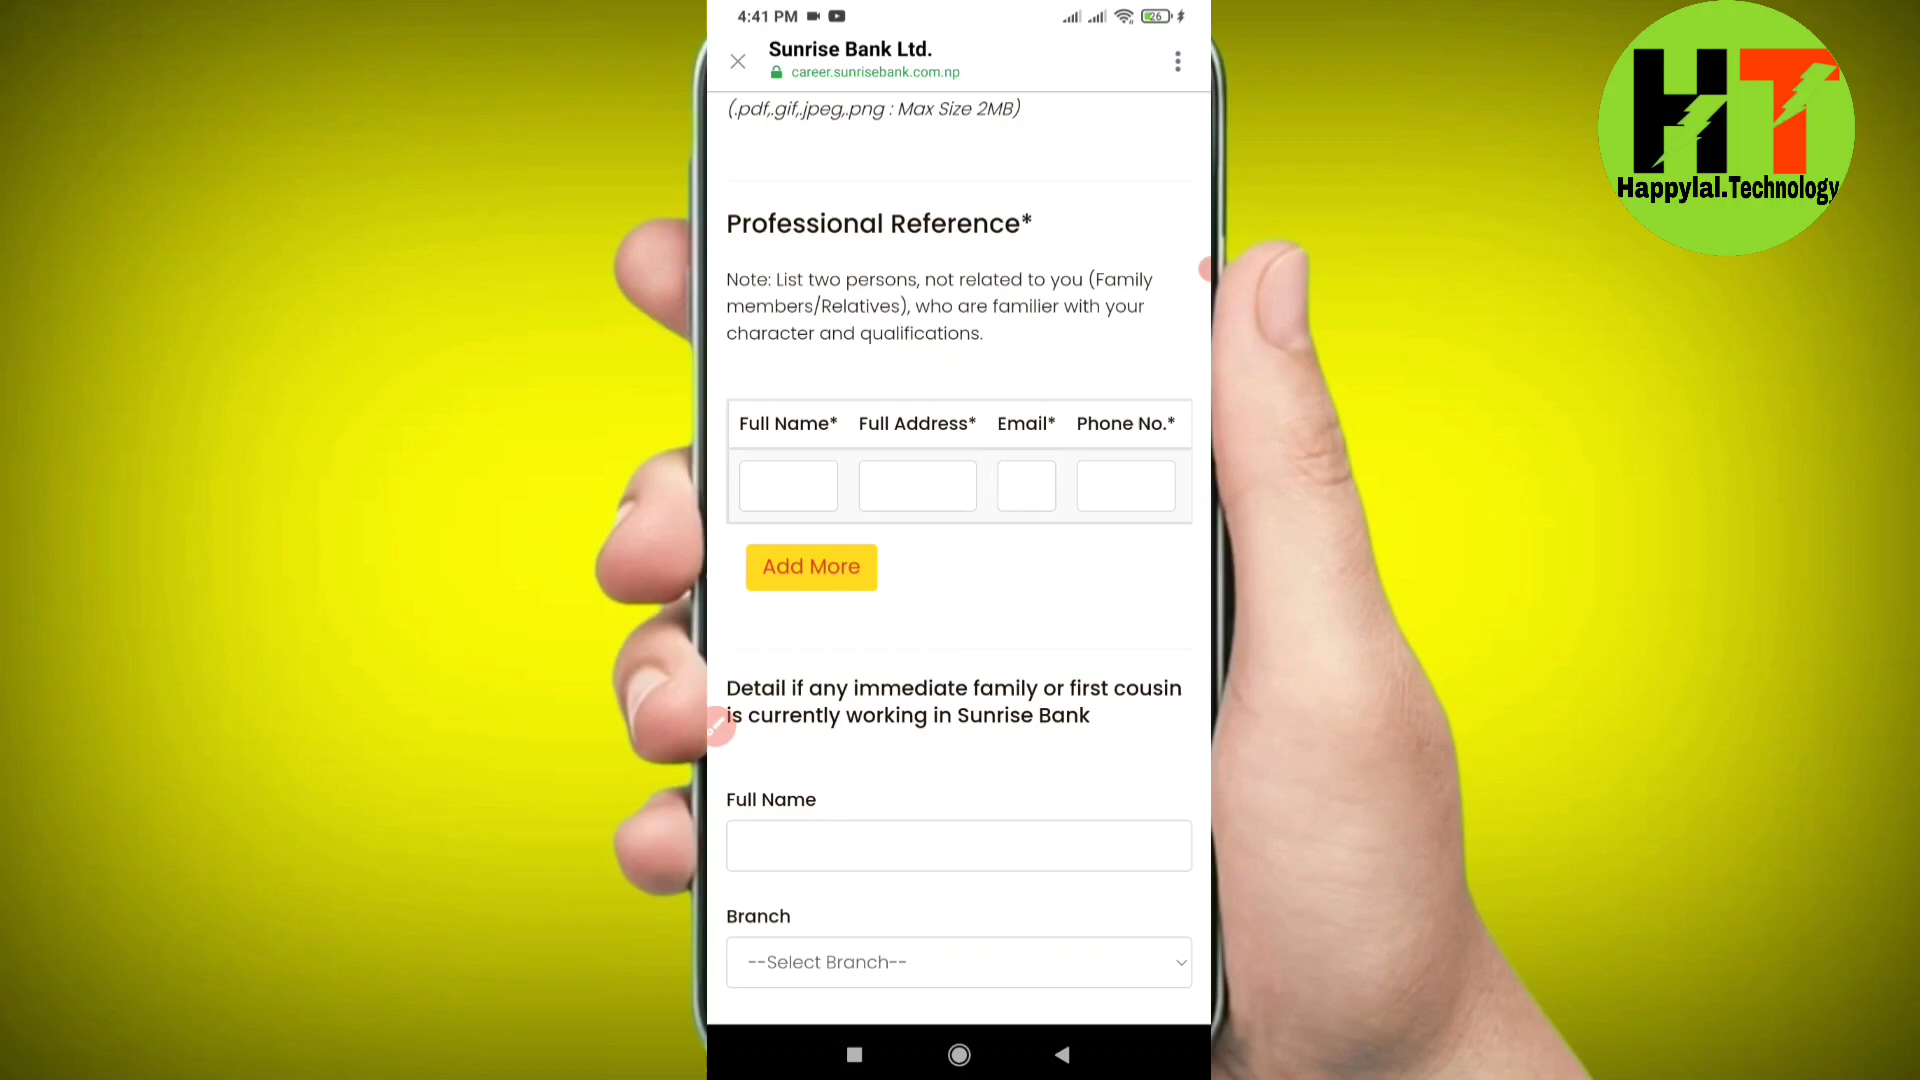 4:41 PM
26
Sunrise Bank Ltd.
career.sunrisebank.com.np
(.pdf,.gif,.jpeg,.png : Max Size 2MB)
Professional Reference*
Note: List two persons, not related to you (Family
members/Relatives), who are familier with your
character and qualifications.
Full Name* Full Address* Email* Phone No.*
Add More
Detail if any immediate family or first cousin
is currently working in Sunrise Bank
Full Name
Branch
--Select Branch--
HT
Happylal.Technology